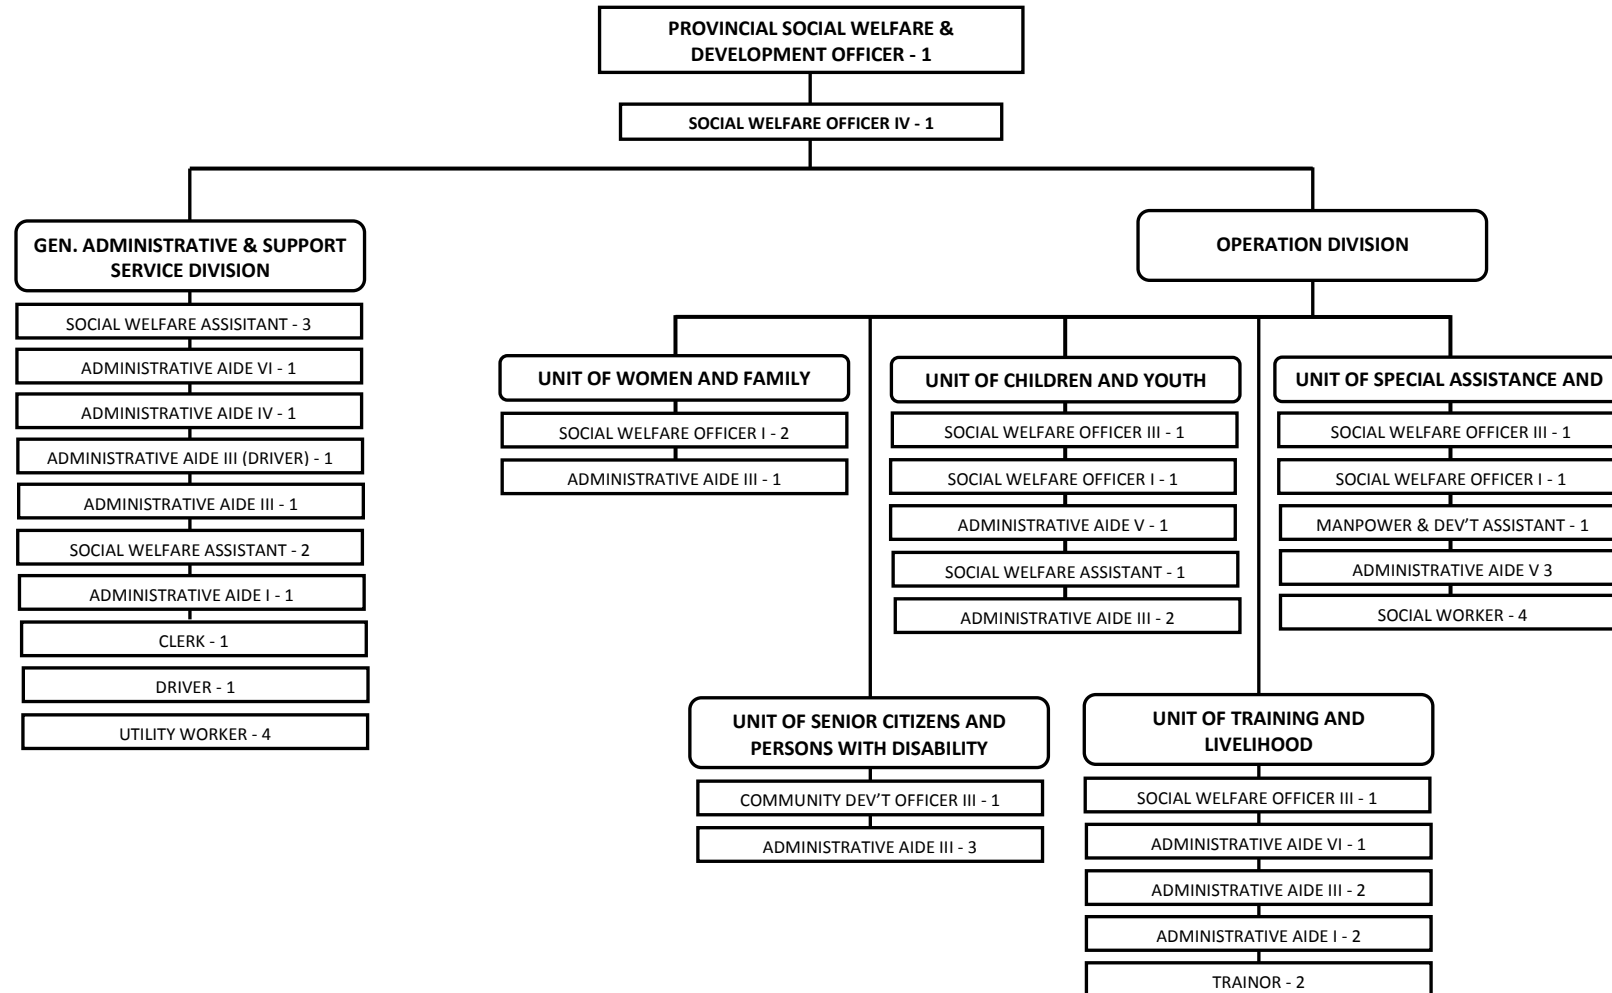 PROVINCIAL SOCIAL WELFARE &
DEVELOPMENT OFFICER - 1
SOCIAL WELFARE OFFICER IV - 1
GEN. ADMINISTRATIVE & SUPPORT
SERVICE DIVISION
SOCIAL WELFARE ASSISITANT - 3
ADMINISTRATIVE AIDE VI - 1
ADMINISTRATIVE AIDE IV - 1
ADMINISTRATIVE AIDE III (DRIVER) - 1
ADMINISTRATIVE AIDE III - 1
SOCIAL WELFARE ASSISTANT - 2
ADMINISTRATIVE AIDE I - 1
CLERK - 1
DRIVER - 1
UTILITY WORKER - 4
OPERATION DIVISION
UNIT OF WOMEN AND FAMILY
SOCIAL WELFARE OFFICER I - 2
ADMINISTRATIVE AIDE III - 1
UNIT OF CHILDREN AND YOUTH
SOCIAL WELFARE OFFICER III - 1
SOCIAL WELFARE OFFICER I - 1
ADMINISTRATIVE AIDE V - 1
SOCIAL WELFARE ASSISTANT - 1
ADMINISTRATIVE AIDE III - 2
UNIT OF SPECIAL ASSISTANCE AND
SOCIAL WELFARE OFFICER III - 1
SOCIAL WELFARE OFFICER I - 1
MANPOWER & DEV’T ASSISTANT - 1
ADMINISTRATIVE AIDE V 3
SOCIAL WORKER - 4
UNIT OF SENIOR CITIZENS AND
PERSONS WITH DISABILITY
COMMUNITY DEV’T OFFICER III - 1
ADMINISTRATIVE AIDE III - 3
UNIT OF TRAINING AND
LIVELIHOOD
SOCIAL WELFARE OFFICER III - 1
ADMINISTRATIVE AIDE VI - 1
ADMINISTRATIVE AIDE III - 2
ADMINISTRATIVE AIDE I - 2
TRAINOR - 2